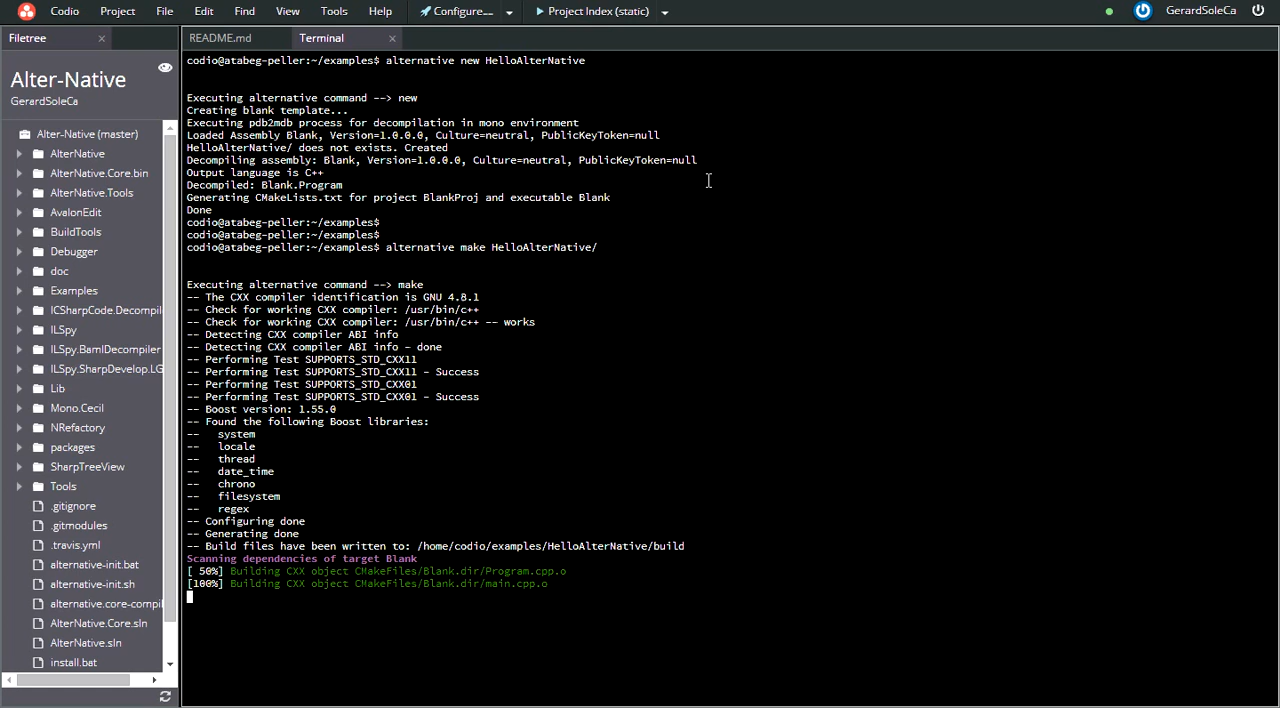 Codio Project File Edit Find View Tools Help Configure... Project Index (static) GerardSoleCa
Filetree
README.md Terminal
Alter-Native
GerardSoleCa
Alter-Native (master)
AlterNative
AlterNative.Core.bin
AlterNative.Tools
AvalonEdit
BuildTools
Debugger
doc
Examples
ICSharpCode.Decompil
ILSpy
ILSpy.BamlDecompiler
ILSpy.SharpDevelop.LG
Lib
Mono.Cecil
NRefactory
packages
SharpTreeView
Tools
.gitignore
.gitmodules
.travis.yml
alternative-init.bat
alternative-init.sh
alternative.core-compil
AlterNative.Core.sln
AlterNative.sln
install.bat
codio@atabeg-peller:~/examples$ alternative new HelloAlterNative
Executing alternative command --> new
Creating blank template...
Executing pdb2mdb process for decompilation in mono environment
Loaded Assembly Blank, Version=1.0.0.0, Culture=neutral, PublicKeyToken=null
HelloAlterNative/ does not exists. Created
Decompiling assembly: Blank, Version=1.0.0.0, Culture=neutral, PublicKeyToken=null
Output language is C++
Decompiled: Blank.Program
Generating CMakeLists.txt for project BlankProj and executable Blank
Done
codio@atabeg-peller:~/examples$
codio@atabeg-peller:~/examples$
codio@atabeg-peller:~/examples$ alternative make HelloAlterNative/
Executing alternative command --> make
-- The CXX compiler identification is GNU 4.8.1
-- Check for working CXX compiler: /usr/bin/c++
-- Check for working CXX compiler: /usr/bin/c++ -- works
-- Detecting CXX compiler ABI info
-- Detecting CXX compiler ABI info - done
-- Performing Test SUPPORTS_STD_CXX11
-- Performing Test SUPPORTS_STD_CXX11 - Success
-- Performing Test SUPPORTS_STD_CXX01
-- Performing Test SUPPORTS_STD_CXX01 - Success
-- Boost version: 1.55.0
-- Found the following Boost libraries:
-- system
-- locale
-- thread
-- date_time
-- chrono
-- filesystem
-- regex
-- Configuring done
-- Generating done
-- Build files have been written to: /home/codio/examples/HelloAlterNative/build
Scanning dependencies of target Blank
[ 50%] Building CXX object CMakeFiles/Blank.dir/Program.cpp.o
[100%] Building CXX object CMakeFiles/Blank.dir/main.cpp.o